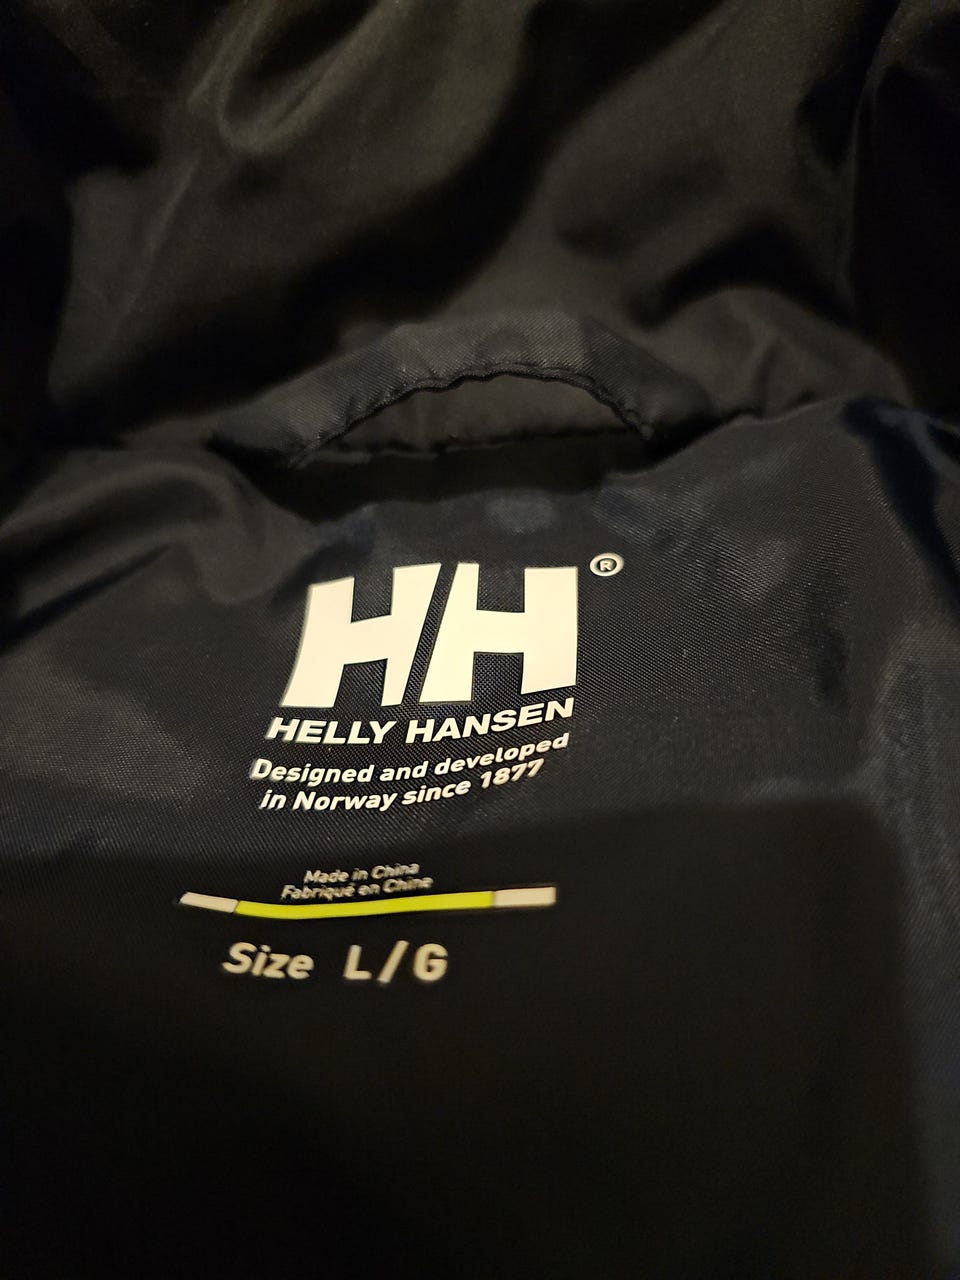 HH®
HELLY HANSEN
Designed and developed
in Norway since 1877
Made in China
Fabriqué en Chine
Size L/G